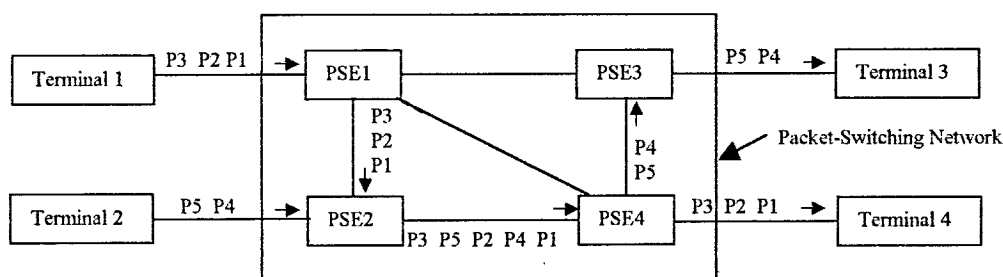 P3 P2 P1
P5 P4
Terminal 1
PSE1
PSE3
Terminal 3
P3
P2
P1
P4
P5
Packet-Switching Network
Terminal 2
P5 P4
PSE2
PSE4
P3 P2 P1
Terminal 4
P3 P5 P2 P4 P1